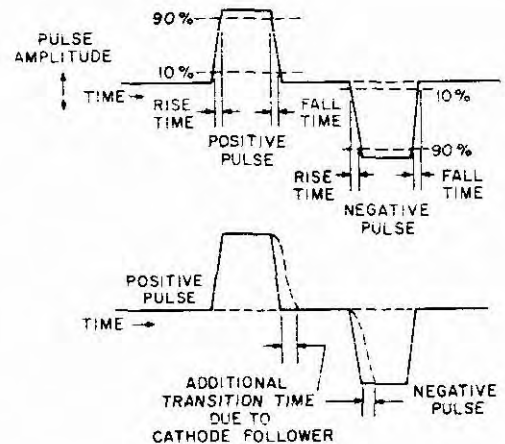 90%
PULSE
AMPLITUDE
10%
TIME →
10%
RISE
TIME
FALL
TIME
POSITIVE
PULSE
90%
RISE
TIME
FALL
TIME
NEGATIVE
PULSE
POSITIVE
PULSE
TIME →
ADDITIONAL
TRANSITION TIME
DUE TO
CATHODE FOLLOWER
NEGATIVE
PULSE